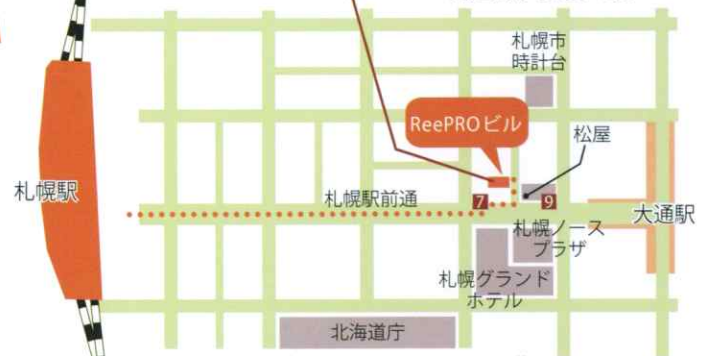 札幌市
時計台
ReePROビル
松屋
札幌駅
札幌駅前通
7
9
大通駅
札幌ノース
プラザ
札幌グランド
ホテル
北海道庁